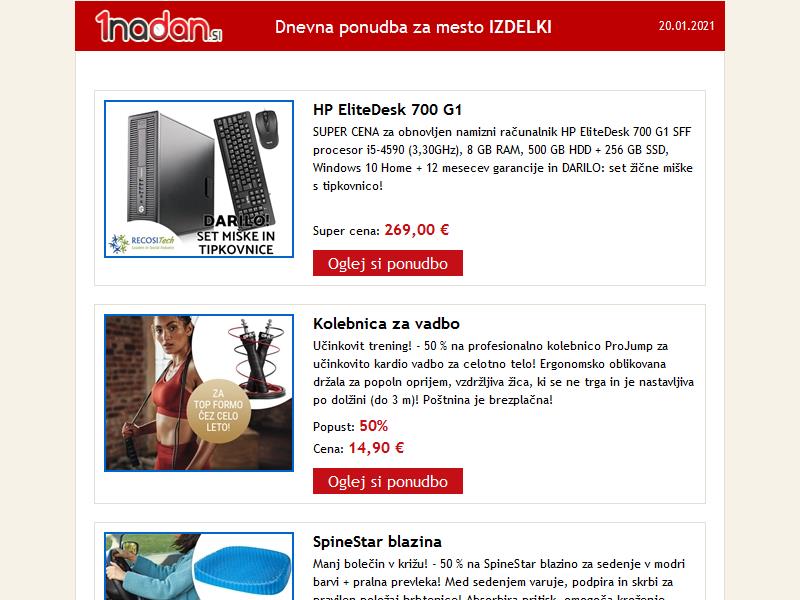 1nadan.si
Dnevna ponudba za mesto IZDELKI
20.01.2021
DARILO!
SET MIŠKE IN
TIPKOVNICE
RECOSITech
HP EliteDesk 700 G1
SUPER CENA za obnovljen namizni računalnik HP EliteDesk 700 G1 SFF
procesor i5-4590 (3,30GHz), 8 GB RAM, 500 GB HDD + 256 GB SSD,
Windows 10 Home + 12 mesecev garancije in DARILO: set žične miške
s tipkovnico!
Super cena: 269,00 €
Oglej si ponudbo
ZA
TOP FORMO
ČEZ CELO
LETO!
Kolebnica za vadbo
Učinkovit trening! - 50 % na profesionalno kolebnico ProJump za
učinkovito kardio vadbo za celotno telo! Ergonomsko oblikovana
držala za popoln oprijem, vzdržljiva žica, ki se ne trga in je nastavljiva
po dolžini (do 3 m)! Poštnina je brezplačna!
Popust: 50%
Cena: 14,90 €
Oglej si ponudbo
SpineStar blazina
Manj bolečin v križu! - 50 % na SpineStar blazino za sedenje v modri
barvi + pralna prevleka! Med sedenjem varuje, podpira in skrbi za
pravilen položaj hrbtenice! Absorbira pritisk, omogoča kroženje